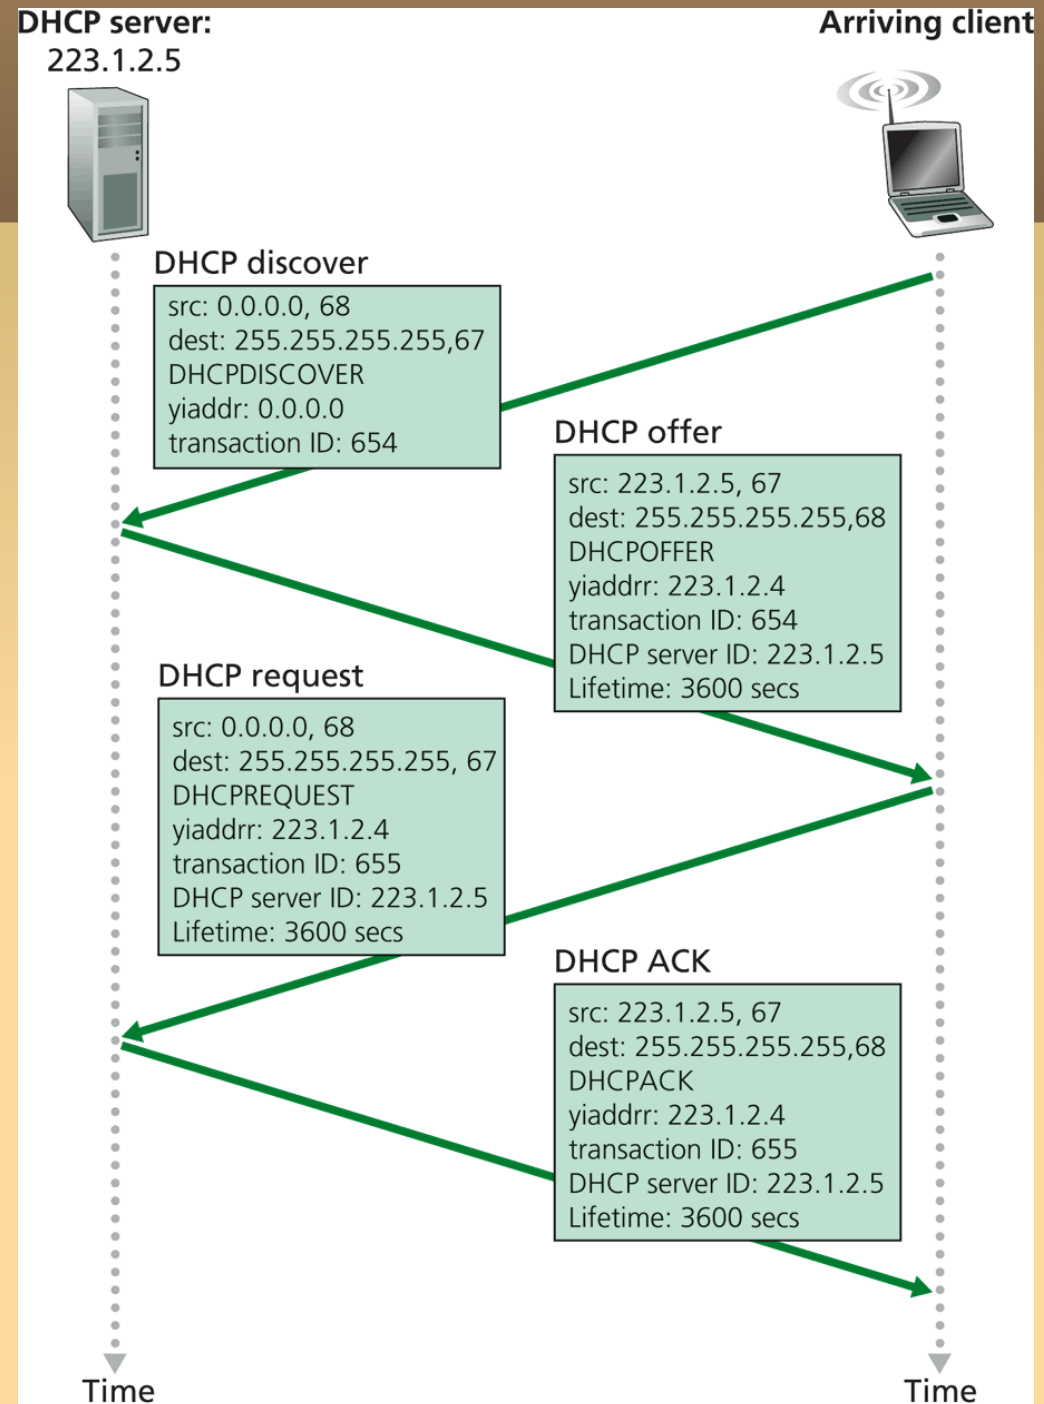 DHCP server:
223.1.2.5
Arriving client
DHCP discover
src: 0.0.0.0, 68
dest: 255.255.255.255,67
DHCPDISCOVER
yiaddr: 0.0.0.0
transaction ID: 654
DHCP offer
src: 223.1.2.5, 67
dest: 255.255.255.255,68
DHCPOFFER
yiaddrr: 223.1.2.4
transaction ID: 654
DHCP server ID: 223.1.2.5
Lifetime: 3600 secs
DHCP request
src: 0.0.0.0, 68
dest: 255.255.255.255, 67
DHCPREQUEST
yiaddrr: 223.1.2.4
transaction ID: 655
DHCP server ID: 223.1.2.5
Lifetime: 3600 secs
DHCP ACK
src: 223.1.2.5, 67
dest: 255.255.255.255,68
DHCPACK
yiaddrr: 223.1.2.4
transaction ID: 655
DHCP server ID: 223.1.2.5
Lifetime: 3600 secs
Time
Time